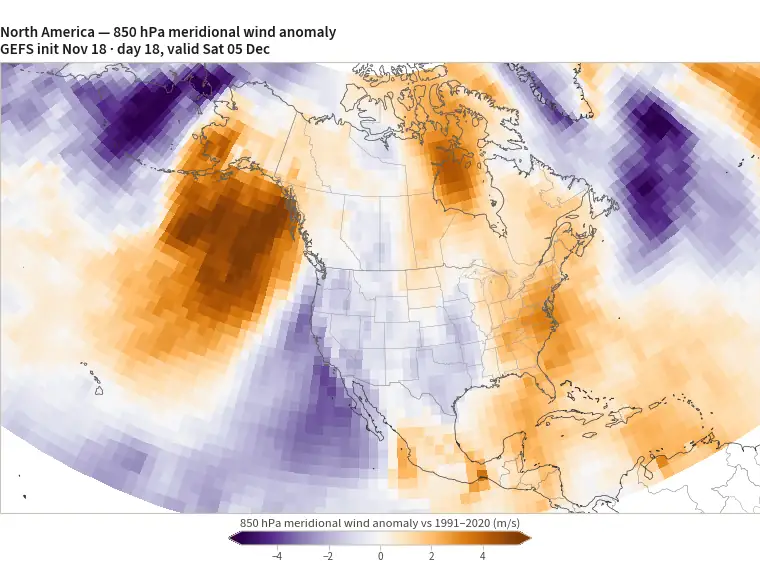 North America — 850 hPa meridional wind anomaly
GEFS init Nov 18 · day 18, valid Sat 05 Dec
850 hPa meridional wind anomaly vs 1991–2020 (m/s)
−4 −2 0 2 4